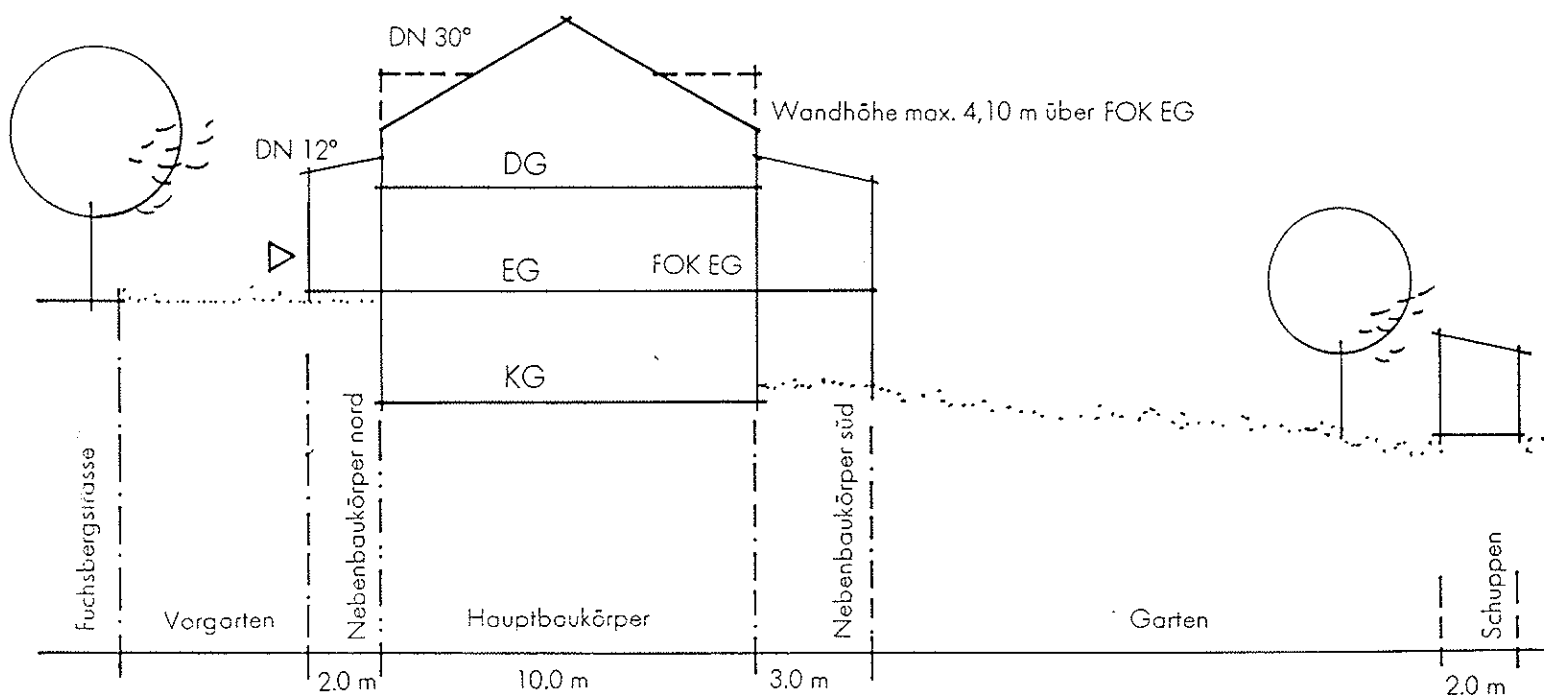 DN 30°
Wandhöhe max. 4,10 m über FOK EG
DN 12°
DG
EG
FOK EG
KG
Fuchsbergstrasse
Vorgarten
Nebenbaukörper nord
Hauptbaukörper
Nebenbaukörper süd
Garten
Schuppen
2.0 m
10.0 m
3.0 m
2.0 m